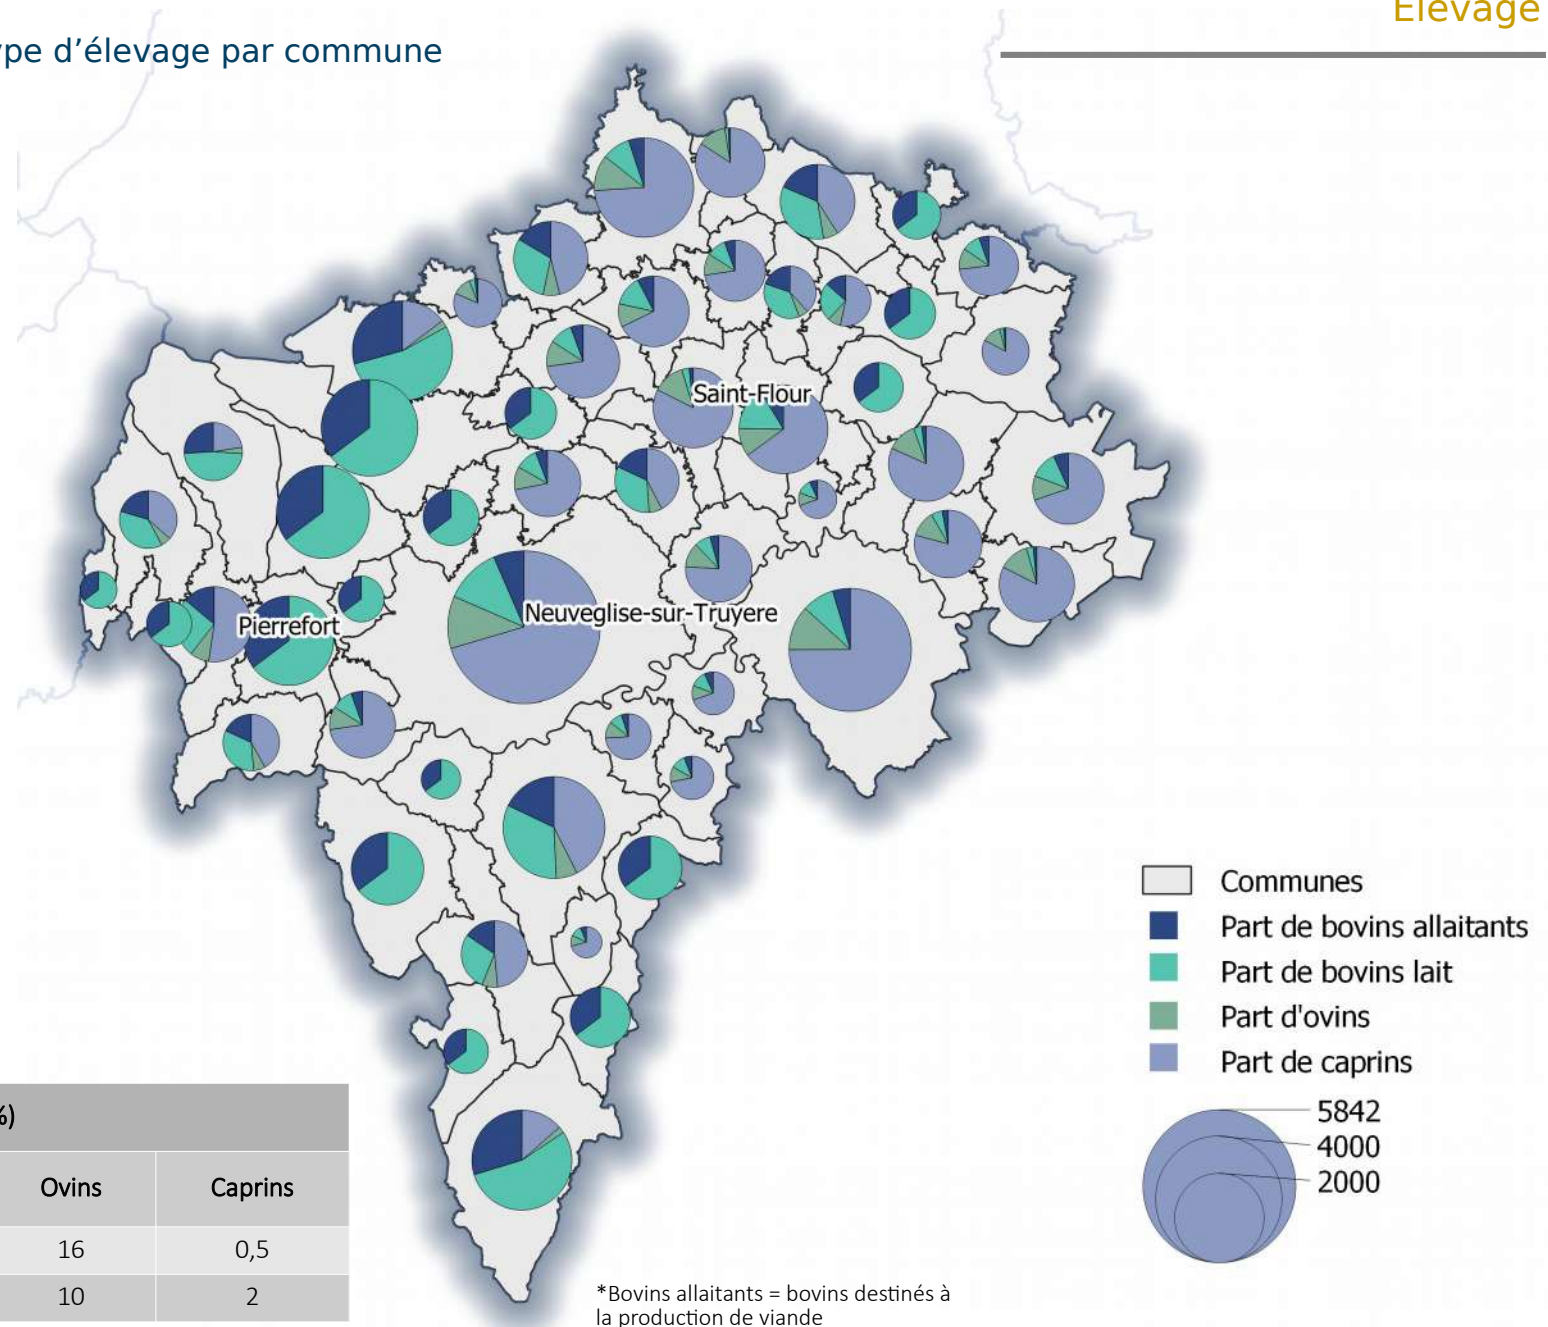 Elevage
type d’élevage par commune
Saint-Flour
Neuveglise-sur-Truyere
Pierrefort
Communes
Part de bovins allaitants
Part de bovins lait
Part d'ovins
Part de caprins
5842
4000
2000
%)
Ovins Caprins
16 0,5
10 2
*Bovins allaitants = bovins destinés à
la production de viande